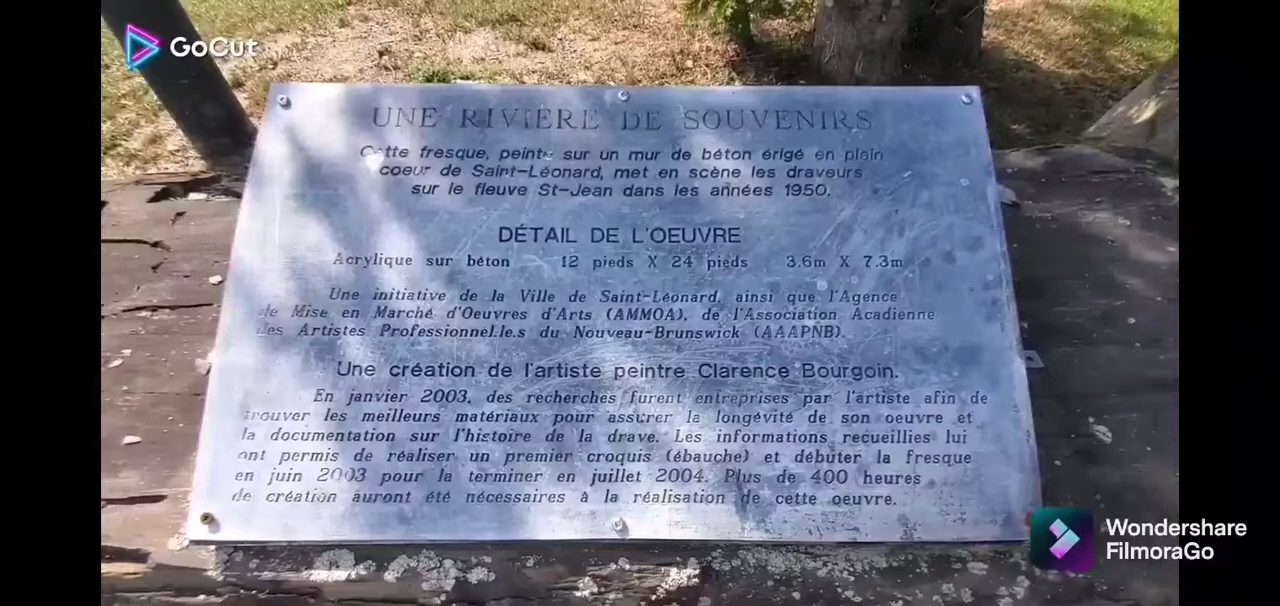 GoCut
UNE RIVIÈRE DE SOUVENIRS
Cette fresque, peinte sur un mur de béton érigé en plein
coeur de Saint-Léonard, met en scène les draveurs
sur le fleuve St-Jean dans les années 1950.
DÉTAIL DE L'OEUVRE
Acrylique sur béton 12 pieds X 24 pieds 3.6m X 7.3m
Une initiative de la Ville de Saint-Léonard, ainsi que l'Agence
de Mise en Marché d'Oeuvres d'Arts (AMMOA), de l'Association Acadienne
des Artistes Professionnel.le.s du Nouveau-Brunswick (AAAPNB).
Une création de l'artiste peintre Clarence Bourgoin.
En janvier 2003, des recherches furent entreprises par l'artiste afin de
trouver les meilleurs matériaux pour assurer la longévité de son oeuvre et
la documentation sur l'histoire de la drave. Les informations recueillies lui
ont permis de réaliser un premier croquis (ébauche) et débuter la fresque
en juin 2003 pour la terminer en juillet 2004. Plus de 400 heures
de création auront été nécessaires à la réalisation de cette oeuvre.
Wondershare
FilmoraGo